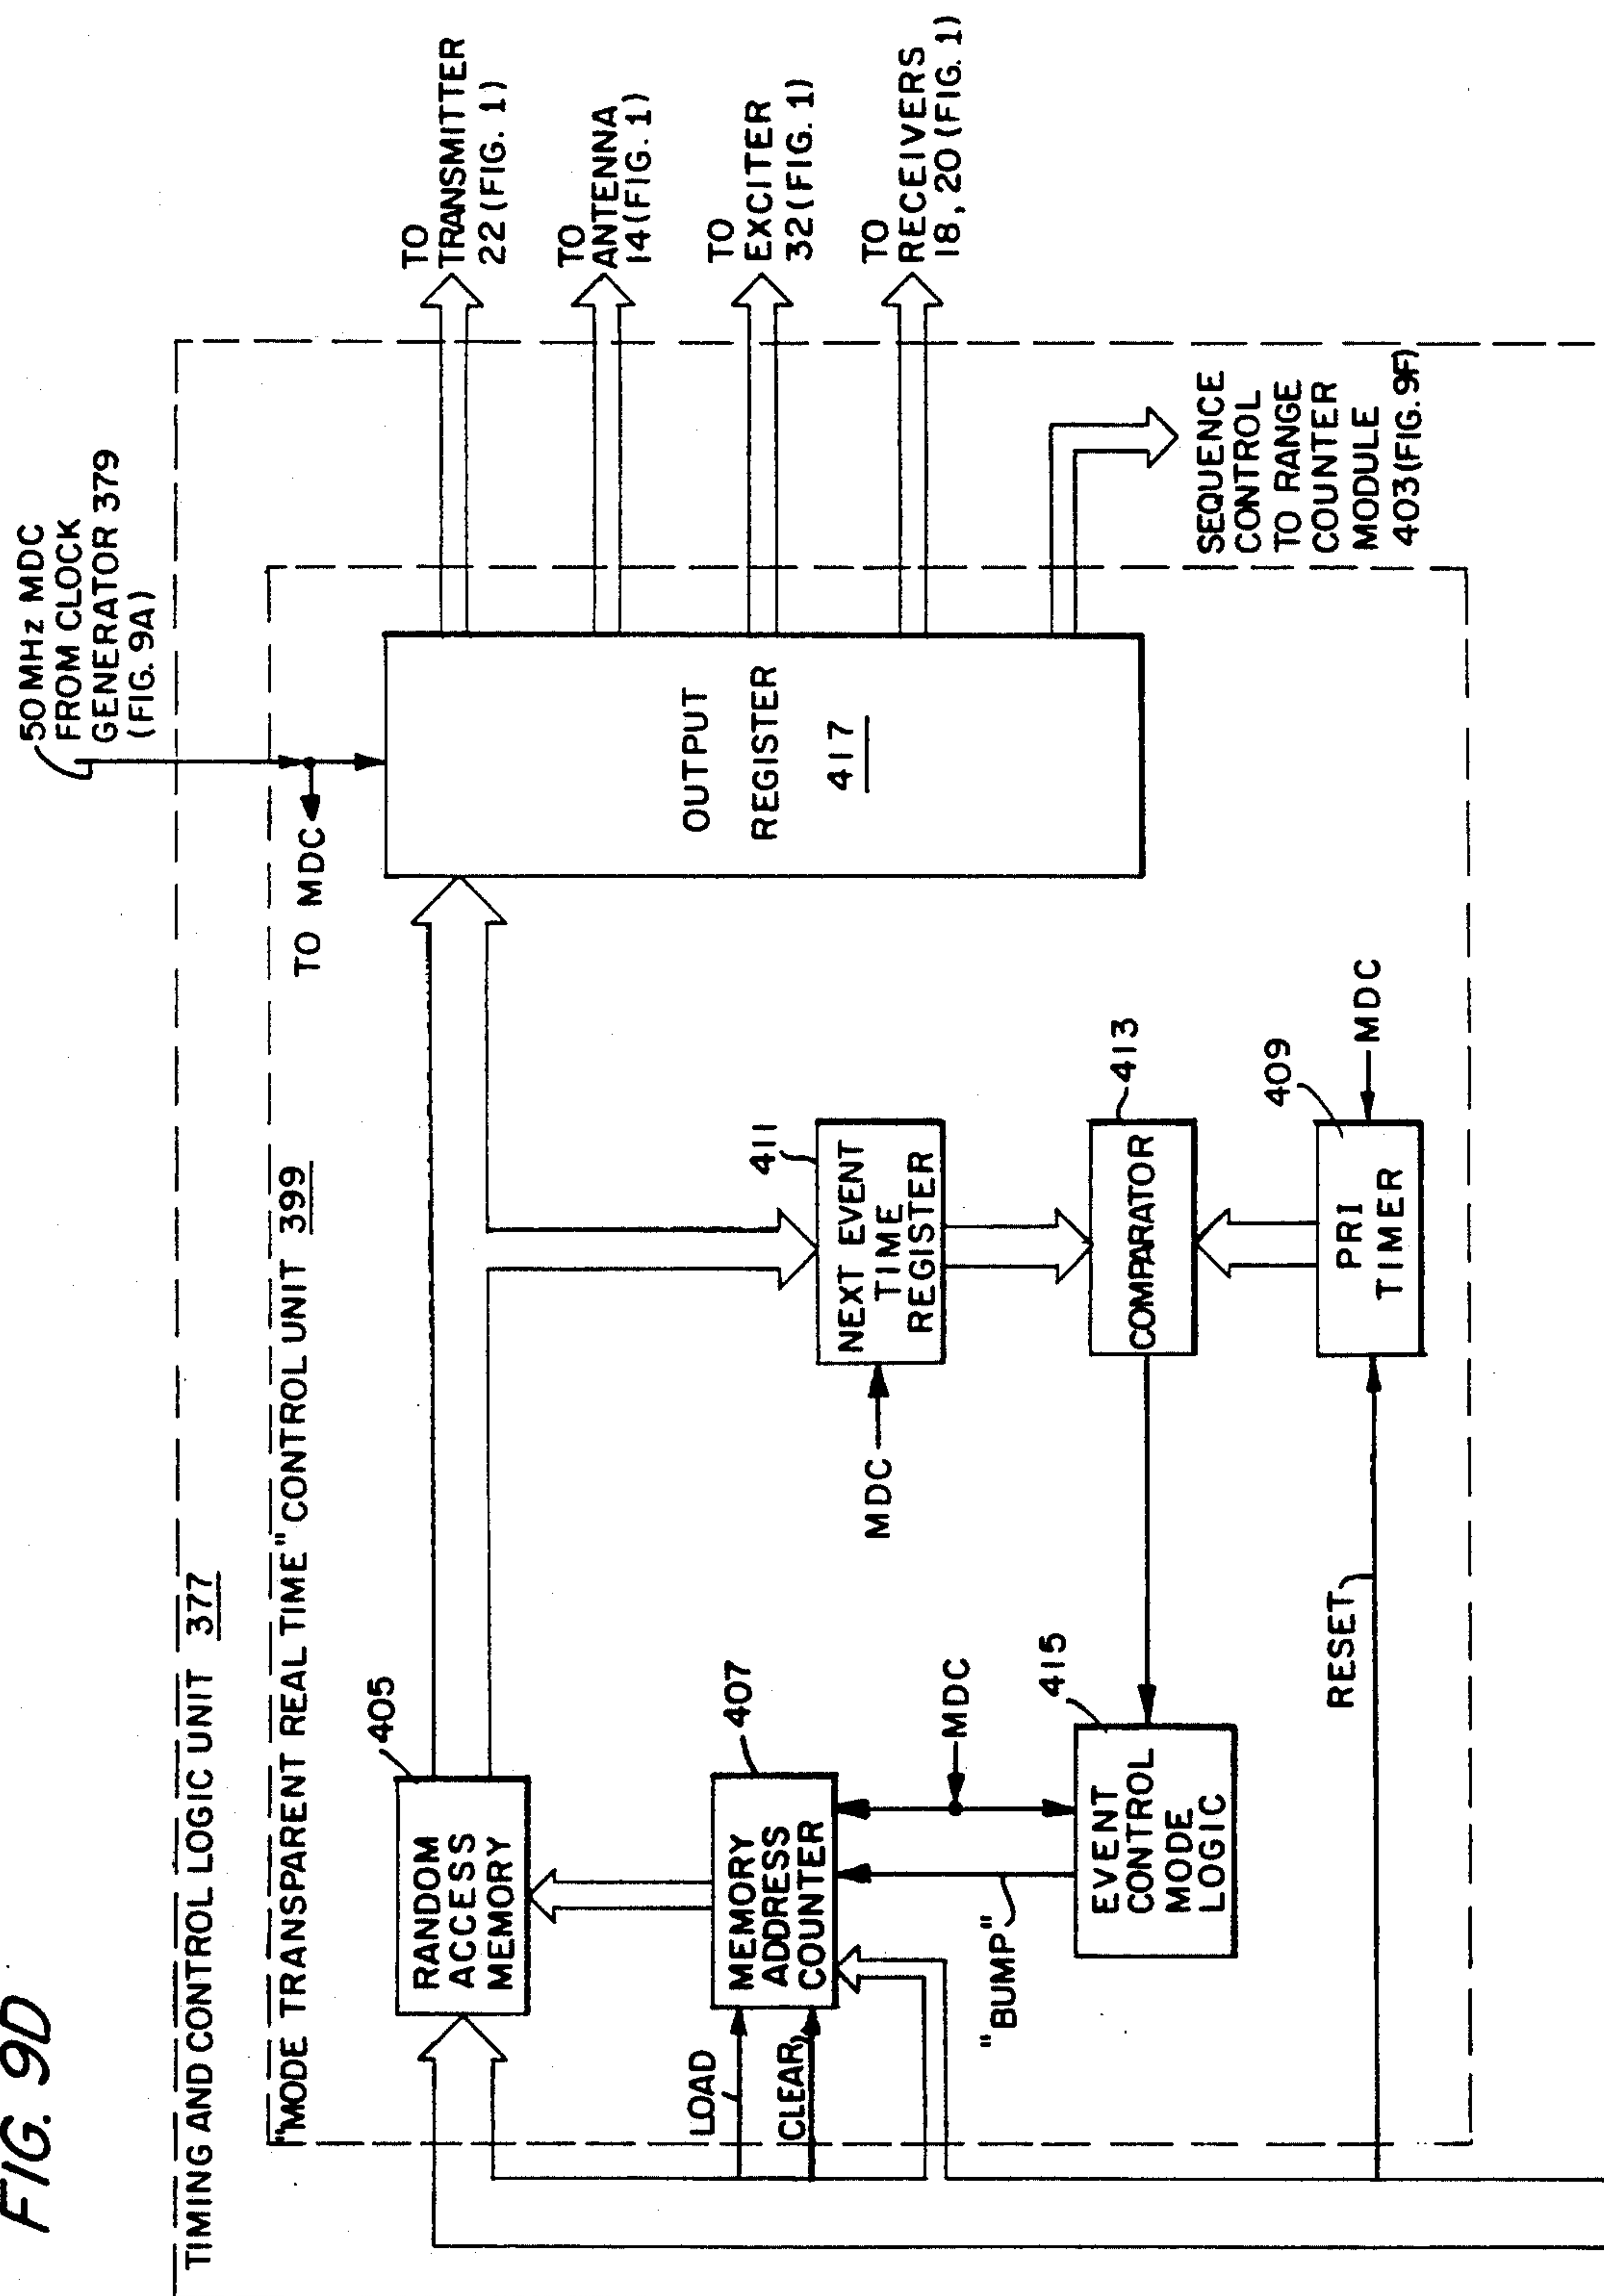 FIG. 9D
50MHz MDC
FROM CLOCK
GENERATOR 379
(FIG. 9A)
TIMING AND CONTROL LOGIC UNIT 377
"MODE TRANSPARENT REAL TIME" CONTROL UNIT 399
TO MDC
405
RANDOM
ACCESS
MEMORY
OUTPUT
REGISTER
417
TO
TRANSMITTER
22 (FIG. 1)
TO
ANTENNA
14 (FIG. 1)
TO
EXCITER
32 (FIG. 1)
TO
RECEIVERS
18, 20 (FIG. 1)
SEQUENCE
CONTROL
TO RANGE
COUNTER
MODULE
403 (FIG. 9F)
LOAD
CLEAR
407
MEMORY
ADDRESS
COUNTER
411
NEXT EVENT
TIME
REGISTER
MDC
MDC
"BUMP"
415
EVENT
CONTROL
MODE
LOGIC
413
COMPARATOR
409
PRI
TIMER
MDC
RESET